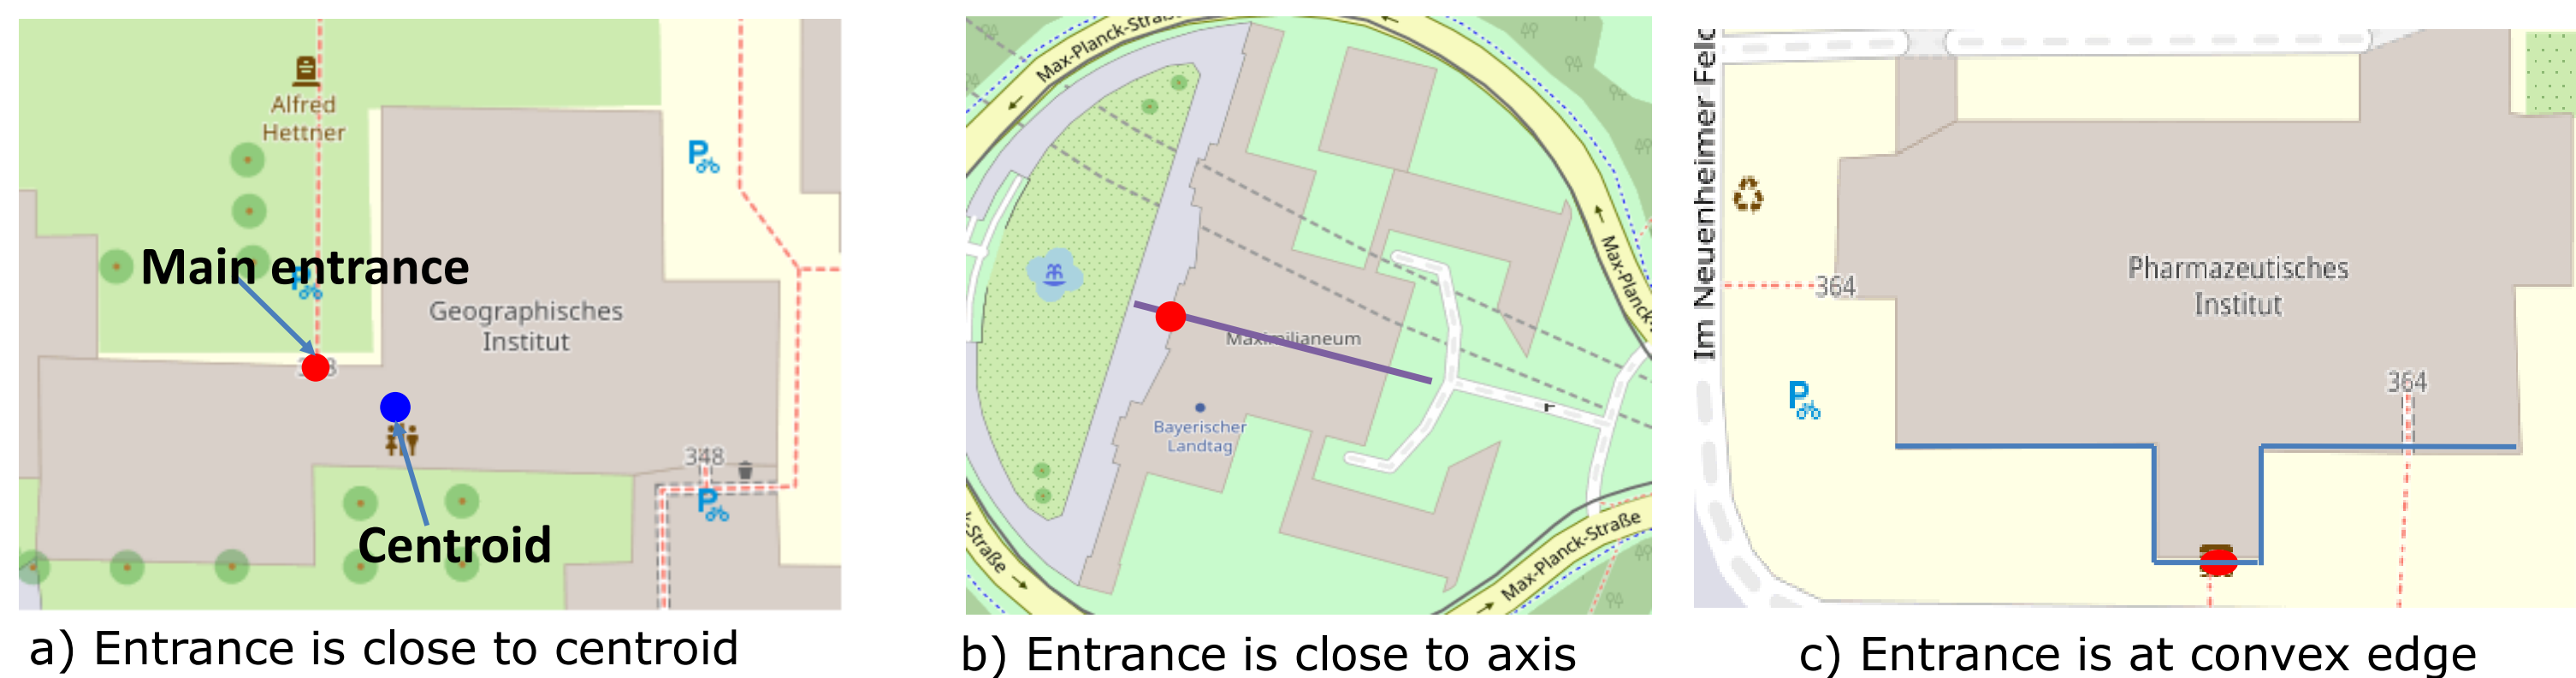 Alfred
Hettner
Main entrance
Geographisches
Institut
348
Centroid
a) Entrance is close to centroid
Max-Planck-Straße
Max-Planck-
Maximilianeum
Bayerischer
Landtag
-Straße
Max-Planck-Straße
b) Entrance is close to axis
Im Neuenheimer Feld
364
Pharmazeutisches
Institut
364
c) Entrance is at convex edge